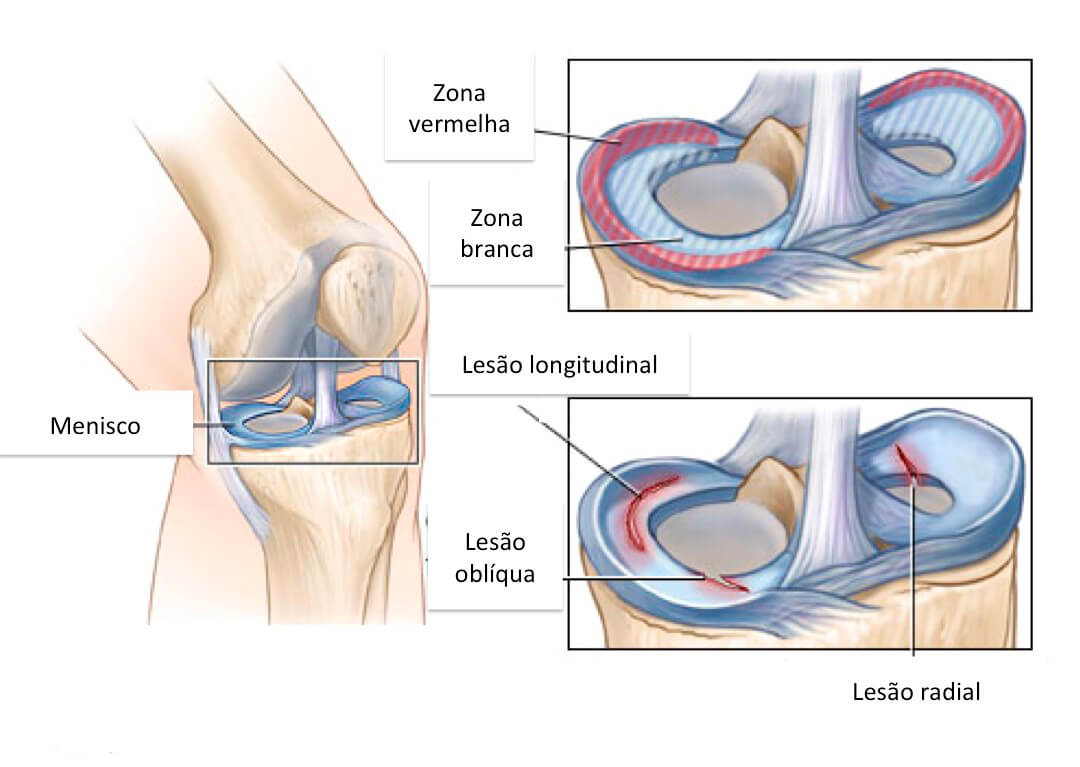 Zona
vermelha
Zona
branca
Lesão longitudinal
Menisco
Lesão
oblíqua
Lesão radial